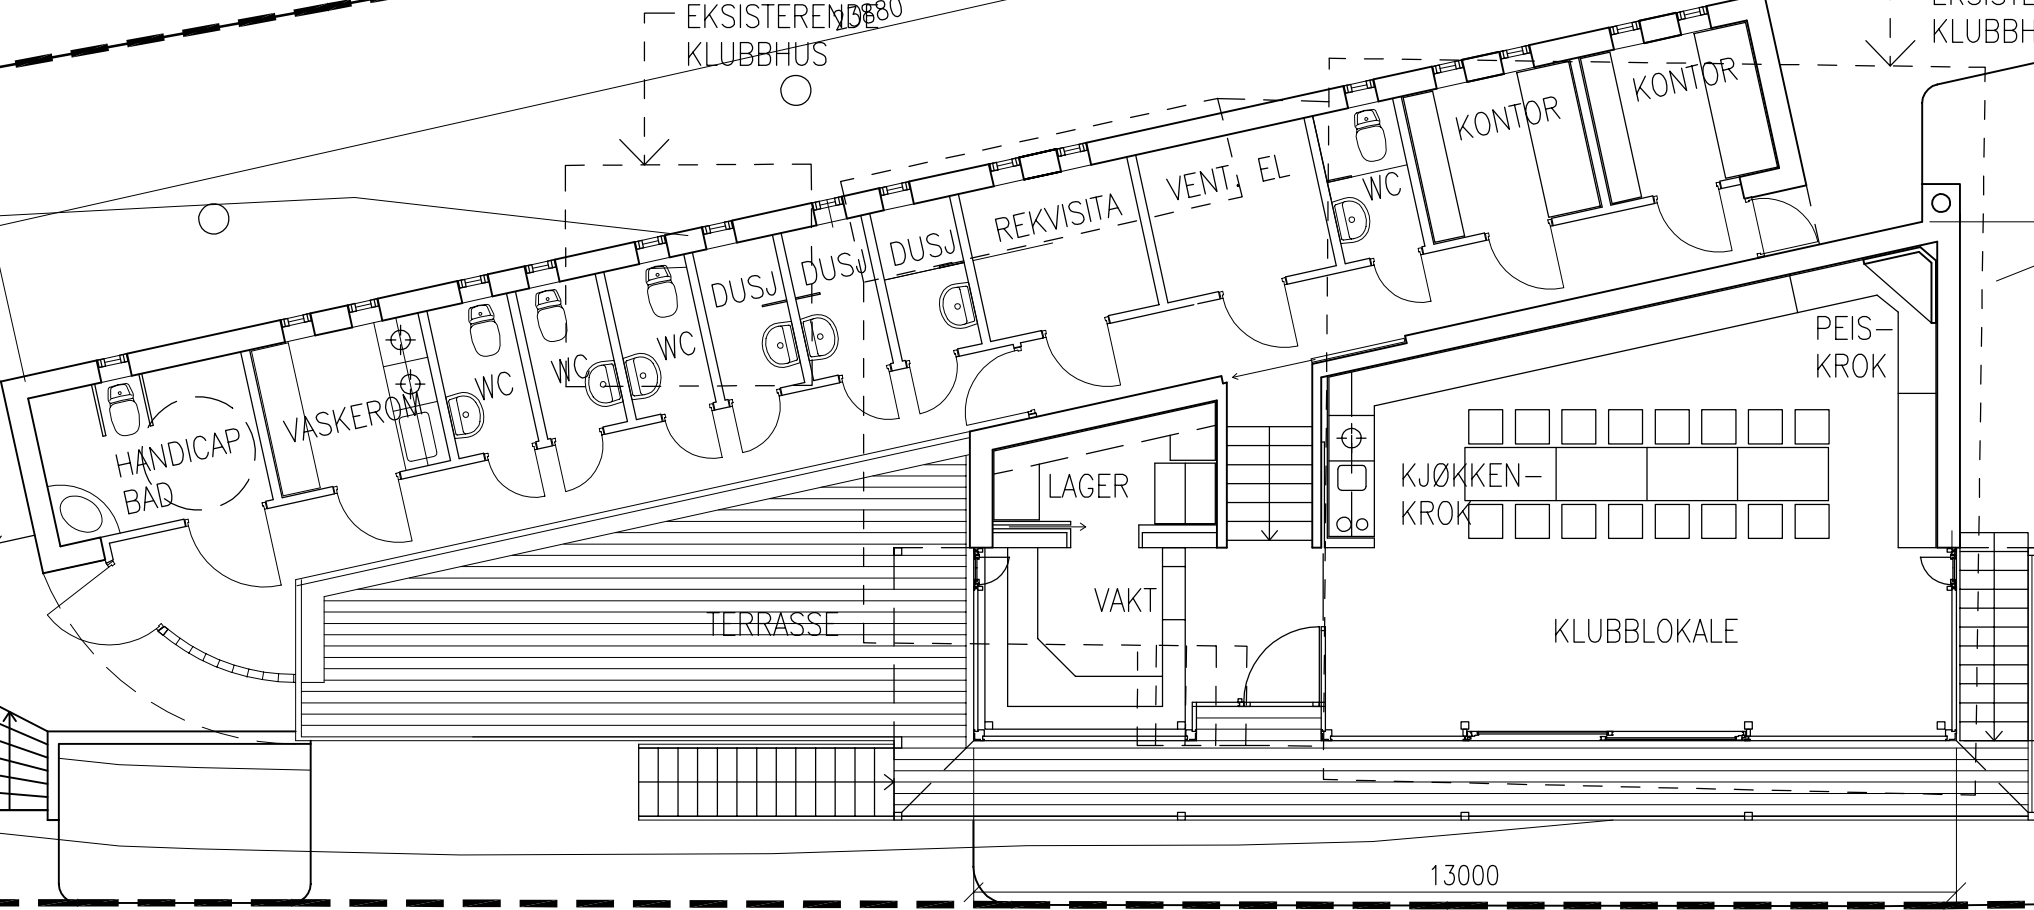 EKSISTERENDE
KLUBBHUS
KLUBBH
KONTOR
KONTOR
WC
VENT, EL
REKVISITA
DUSJ
DUSJ
DUSJ
WC
WC
WC
VASKEROM
HANDICAP
BAD
PEIS-
KROK
LAGER
KJØKKEN-
KROK
VAKT
TERRASSE
KLUBBLOKALE
13000